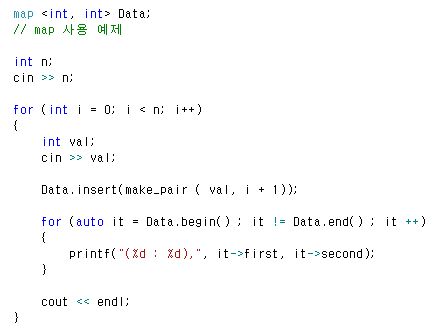 map <int, int> Data;
// map 사용 예제
int n;
cin >> n;
for (int i = 0; i < n; i++)
{
int val;
cin >> val;
Data.insert(make_pair ( val, i + 1));
for (auto it = Data.begin() ; it != Data.end() ; it ++)
{
printf("(%d : %d),", it->first, it->second);
}
cout << endl;
}